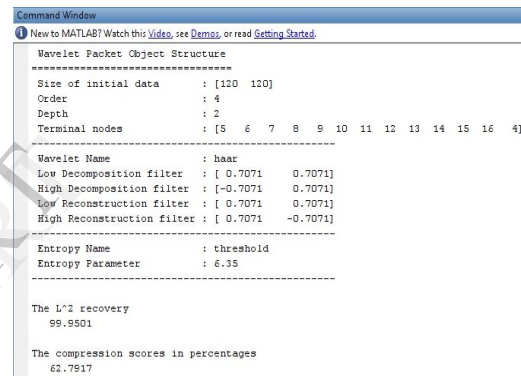 Command Window
New to MATLAB? Watch this Video, see Demos, or read Getting Started.
Wavelet Packet Object Structure
=================================
Size of initial data : [120 120]
Order : 4
Depth : 2
Terminal nodes : [5 6 7 8 9 10 11 12 13 14 15 16 4]
--------------------------------------------------
Wavelet Name : haar
Low Decomposition filter : [ 0.7071 0.7071]
High Decomposition filter : [-0.7071 0.7071]
Low Reconstruction filter : [ 0.7071 0.7071]
High Reconstruction filter : [ 0.7071 -0.7071]
--------------------------------------------------
Entropy Name : threshold
Entropy Parameter : 6.35
--------------------------------------------------
The L^2 recovery
99.9501
The compression scores in percentages
62.7917